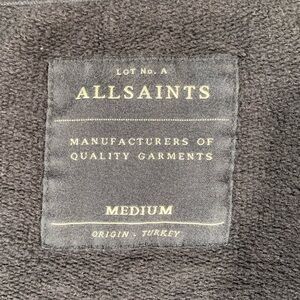 LOT No. A
ALLSAINTS
MANUFACTURERS OF
QUALITY GARMENTS
MEDIUM
ORIGIN - TURKEY